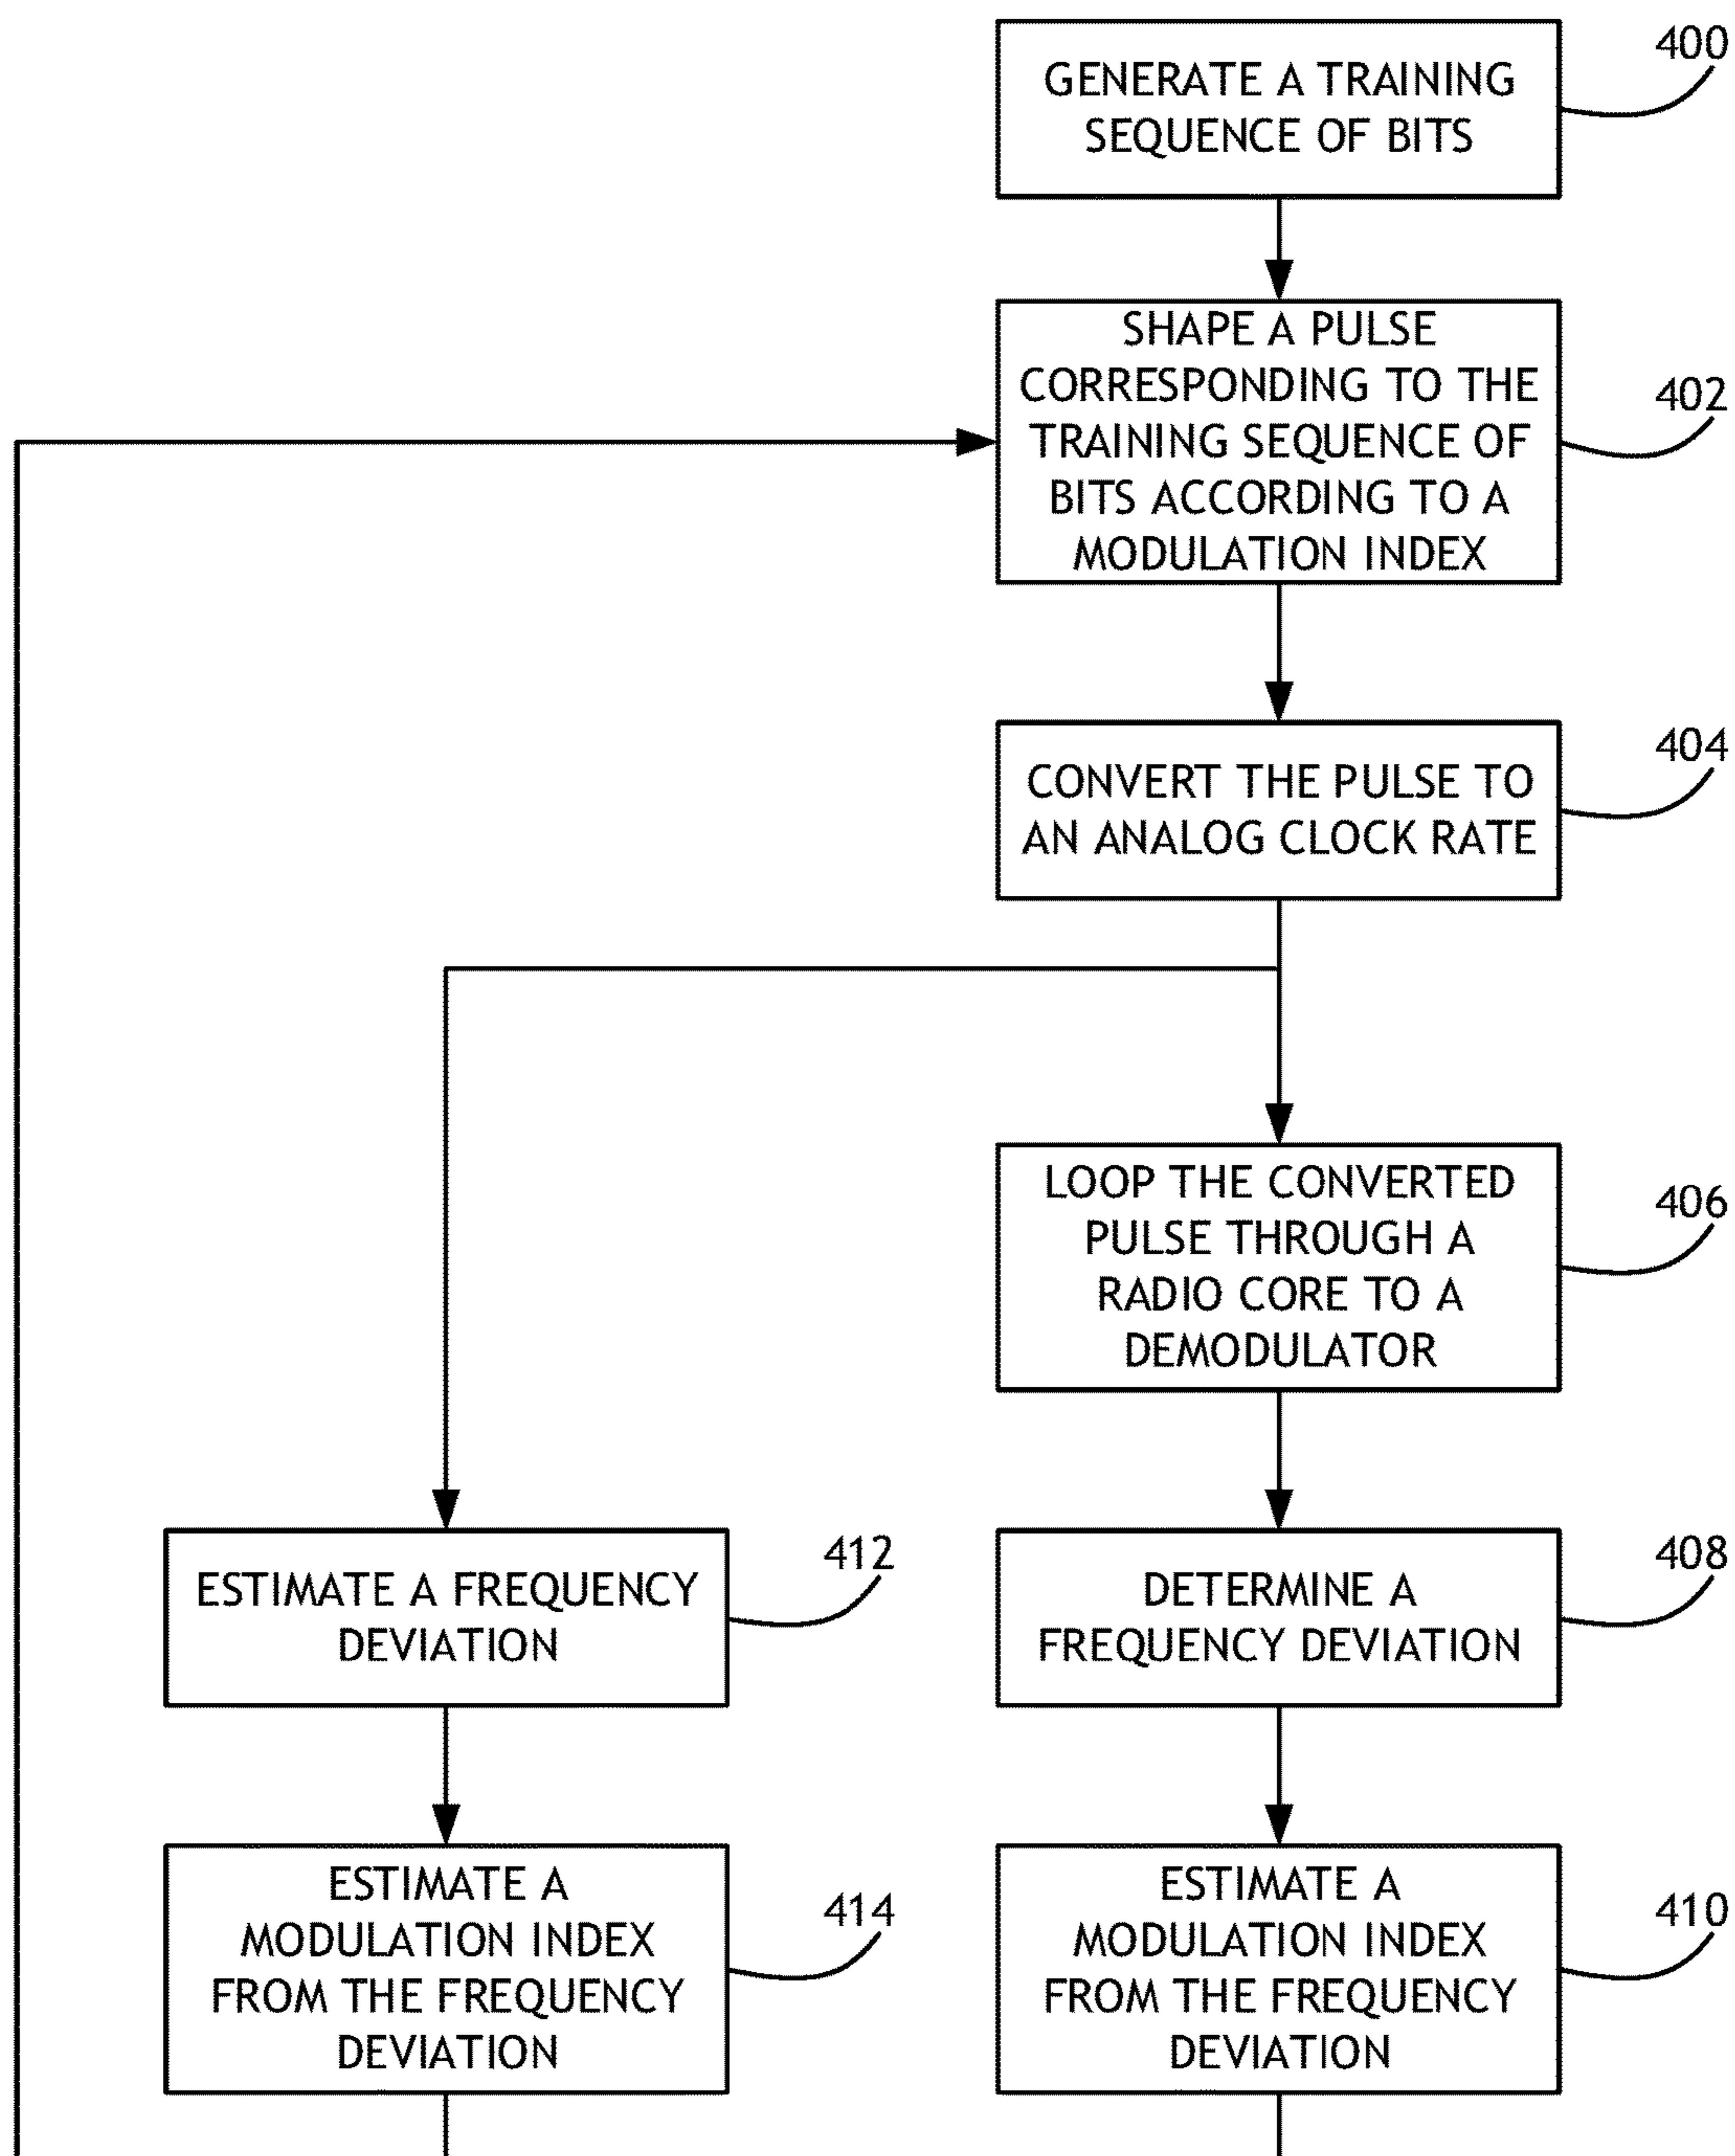 400
GENERATE A TRAINING
SEQUENCE OF BITS
SHAPE A PULSE
CORRESPONDING TO THE
TRAINING SEQUENCE OF
BITS ACCORDING TO A
MODULATION INDEX
402
CONVERT THE PULSE TO
AN ANALOG CLOCK RATE
404
LOOP THE CONVERTED
PULSE THROUGH A
RADIO CORE TO A
DEMODULATOR
406
ESTIMATE A FREQUENCY
DEVIATION
412
DETERMINE A
FREQUENCY DEVIATION
408
ESTIMATE A
MODULATION INDEX
FROM THE FREQUENCY
DEVIATION
414
ESTIMATE A
MODULATION INDEX
FROM THE FREQUENCY
DEVIATION
410